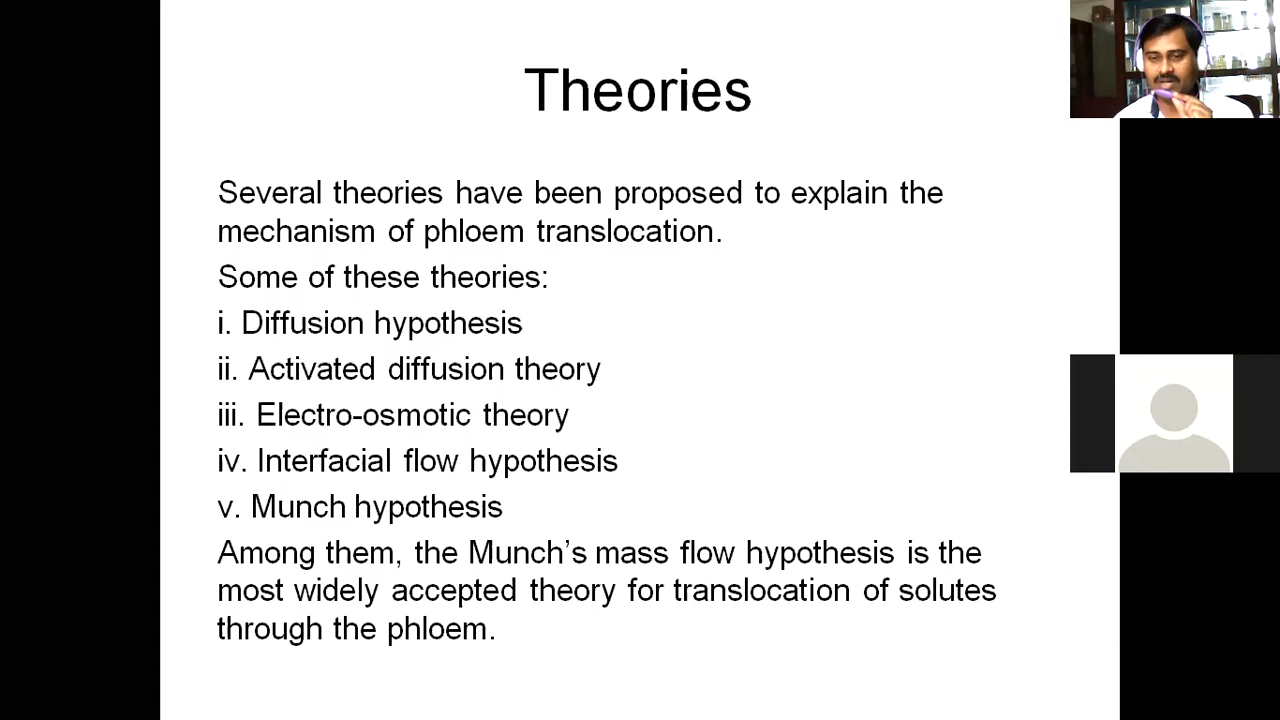 Theories
Several theories have been proposed to explain the
mechanism of phloem translocation.
Some of these theories:
i. Diffusion hypothesis
ii. Activated diffusion theory
iii. Electro-osmotic theory
iv. Interfacial flow hypothesis
v. Munch hypothesis
Among them, the Munch's mass flow hypothesis is the
most widely accepted theory for translocation of solutes
through the phloem.